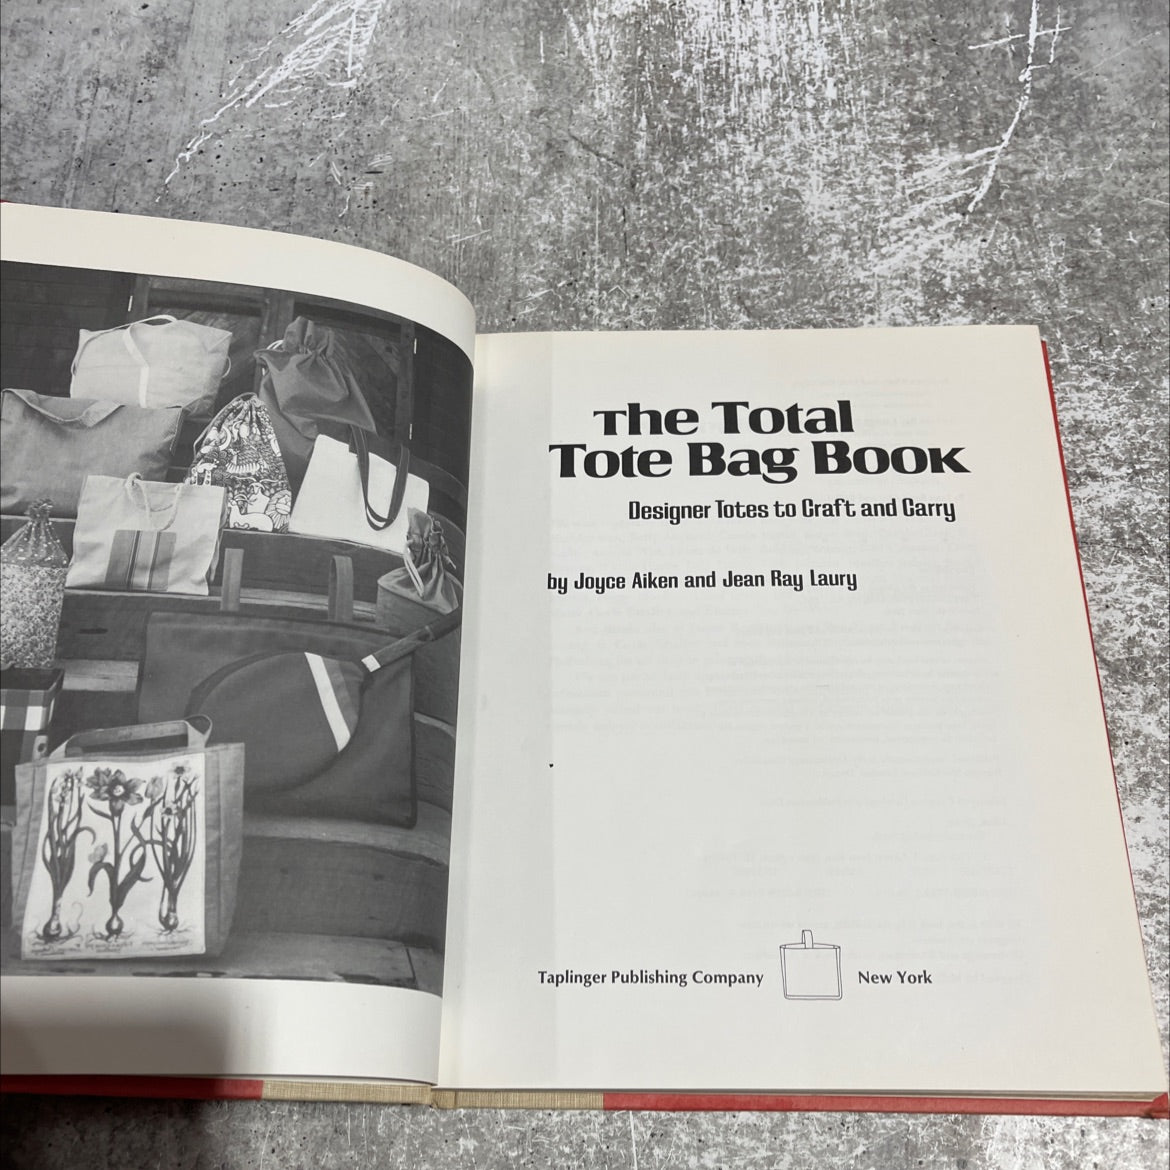 The Total
Tote Bag Book
Designer Totes to Craft and Carry
by Joyce Aiken and Jean Ray Laury
Taplinger Publishing Company New York